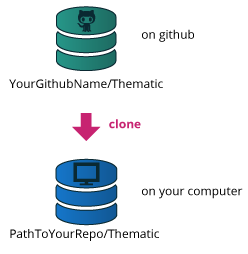 on github
YourGithubName/Thematic
clone
on your computer
PathToYourRepo/Thematic